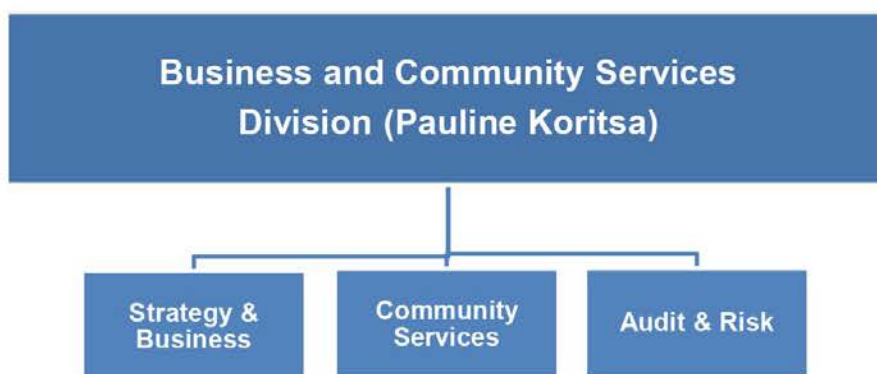 Business and Community Services
Division (Pauline Koritsa)
Strategy &
Business
Community
Services
Audit & Risk